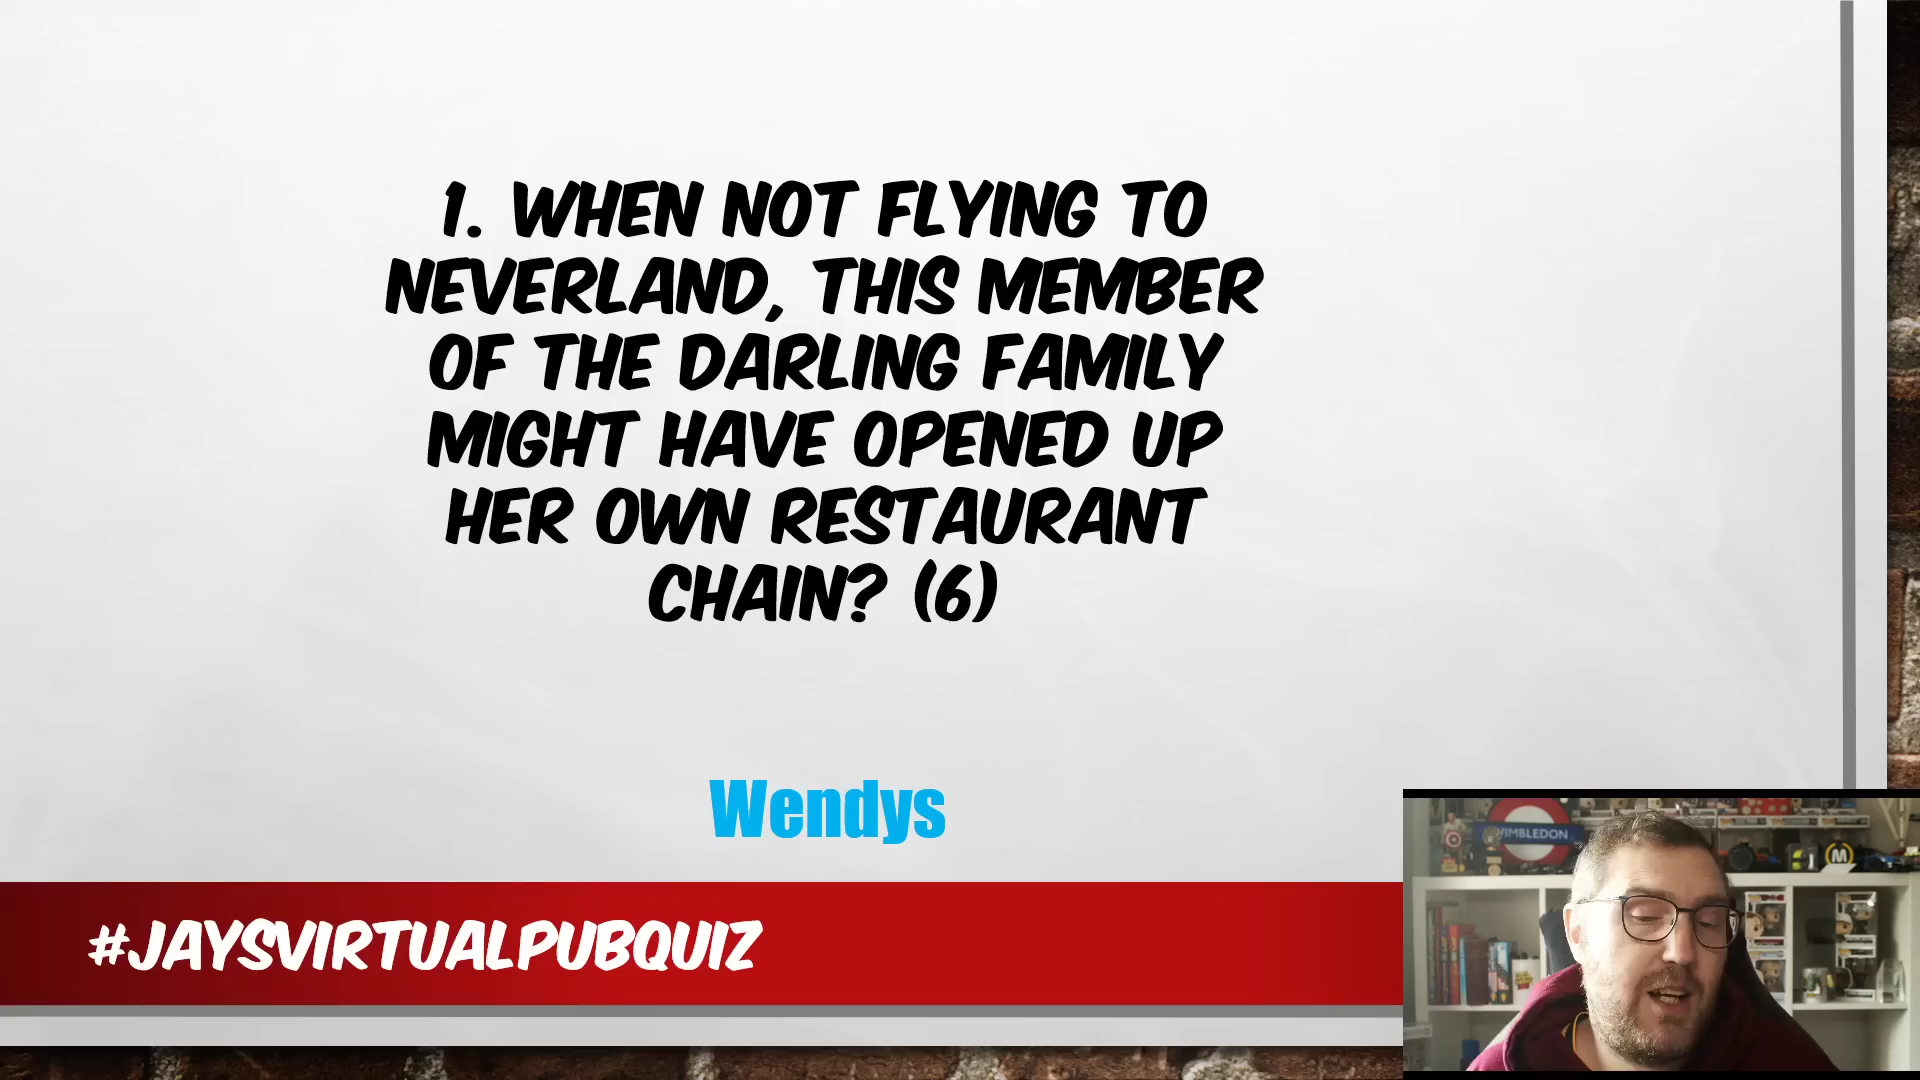 1. WHEN NOT FLYING TO
NEVERLAND, THIS MEMBER
OF THE DARLING FAMILY
MIGHT HAVE OPENED UP
HER OWN RESTAURANT
CHAIN? (6)
Wendys
#JAYSVIRTUALPUBQUIZ
WIMBLEDON
M